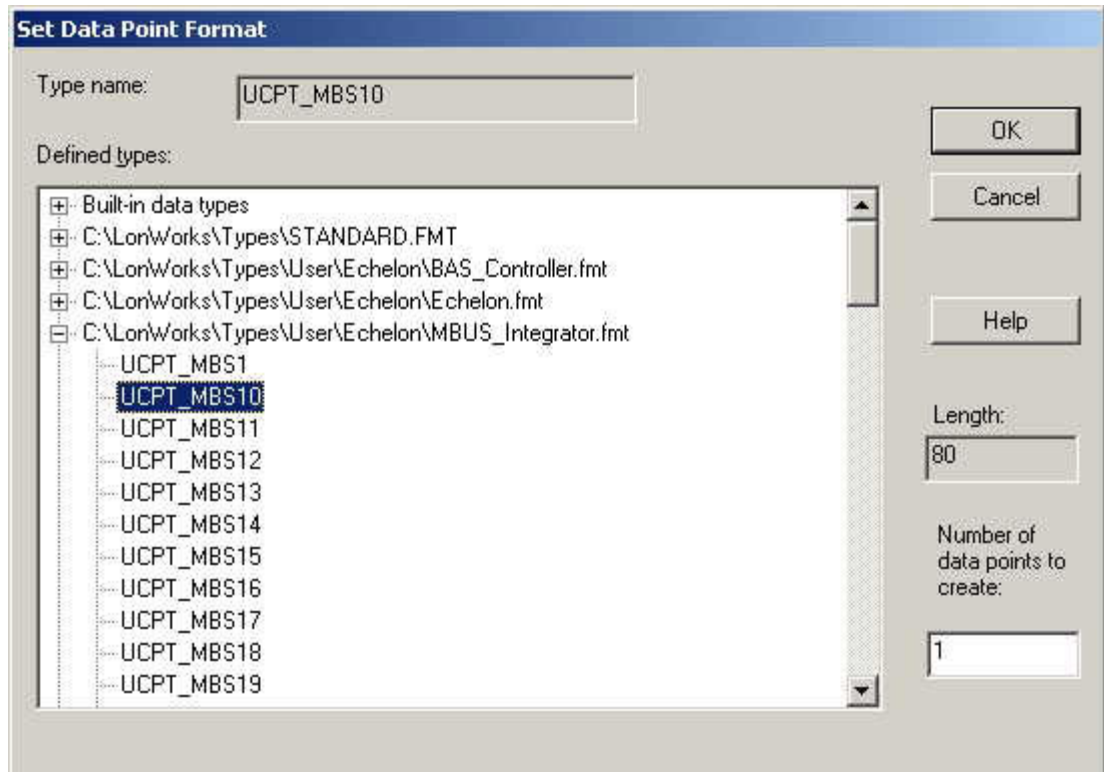 Set Data Point Format
Type name:
UCPT_MBS10
OK
Defined types:
Cancel
Built-in data types
C:\LonWorks\Types\STANDARD.FMT
C:\LonWorks\Types\User\Echelon\BAS_Controller.fmt
C:\LonWorks\Types\User\Echelon\Echelon.fmt
C:\LonWorks\Types\User\Echelon\MBUS_Integrator.fmt
UCPT_MBS1
UCPT_MBS10
UCPT_MBS11
UCPT_MBS12
UCPT_MBS13
UCPT_MBS14
UCPT_MBS15
UCPT_MBS16
UCPT_MBS17
UCPT_MBS18
UCPT_MBS19
Help
Length:
80
Number of
data points to
create:
1